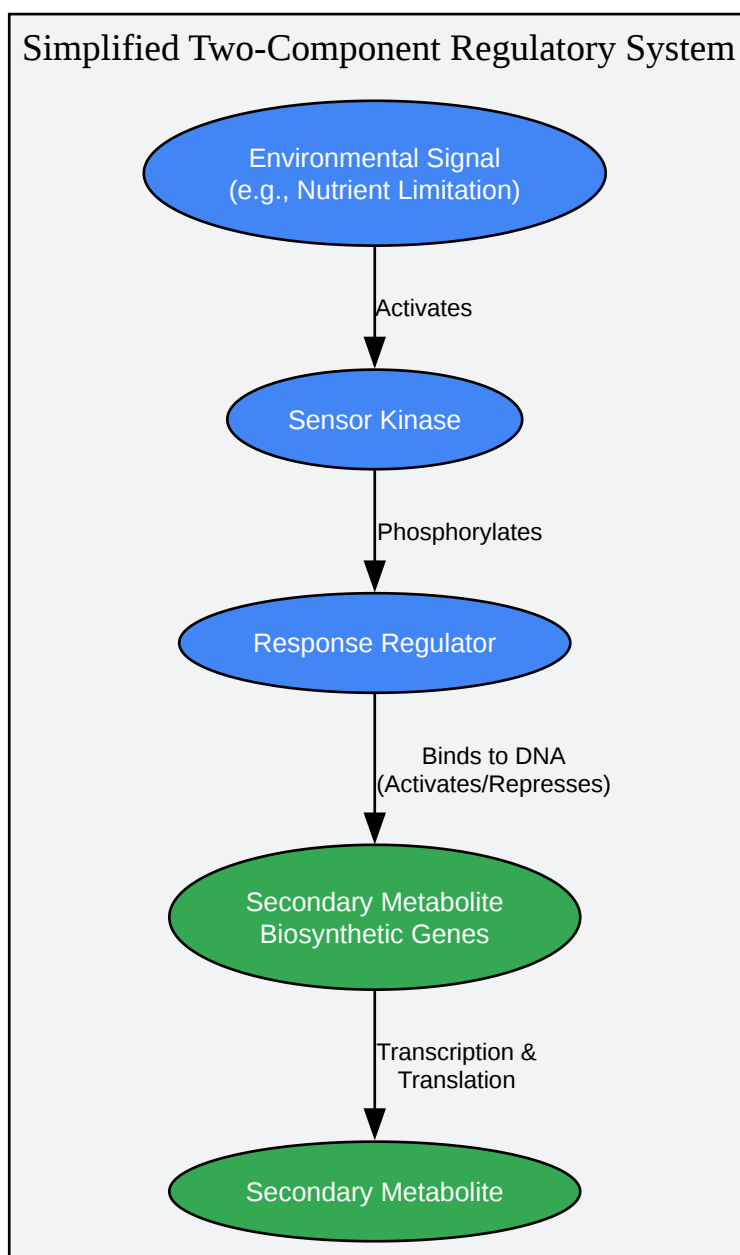 Simplified Two-Component Regulatory System
Environmental Signal
(e.g., Nutrient Limitation)
Activates
Sensor Kinase
Phosphorylates
Response Regulator
Binds to DNA
(Activates/Represses)
Secondary Metabolite
Biosynthetic Genes
Transcription &
Translation
Secondary Metabolite